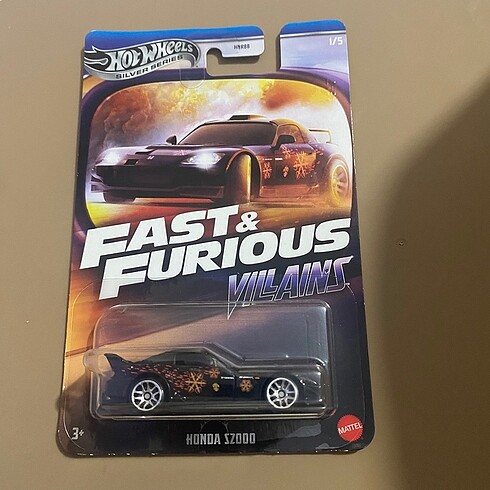 Hot Wheels
SILVER SERIES
HNR88
1/5
FAST &
FURIOUS
VILLAINS
3+
HONDA S2000
MATTEL